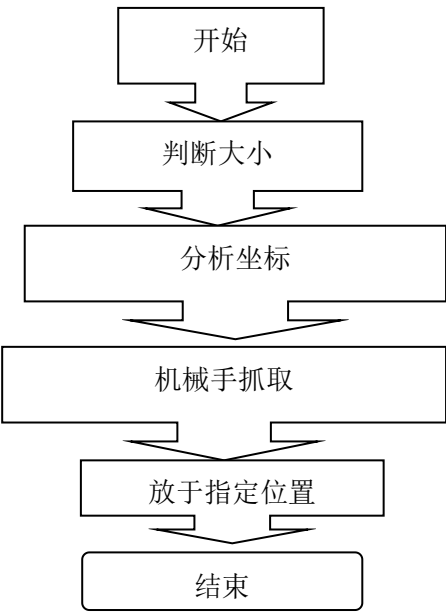 开始
判断大小
分析坐标
机械手抓取
放于指定位置
结束